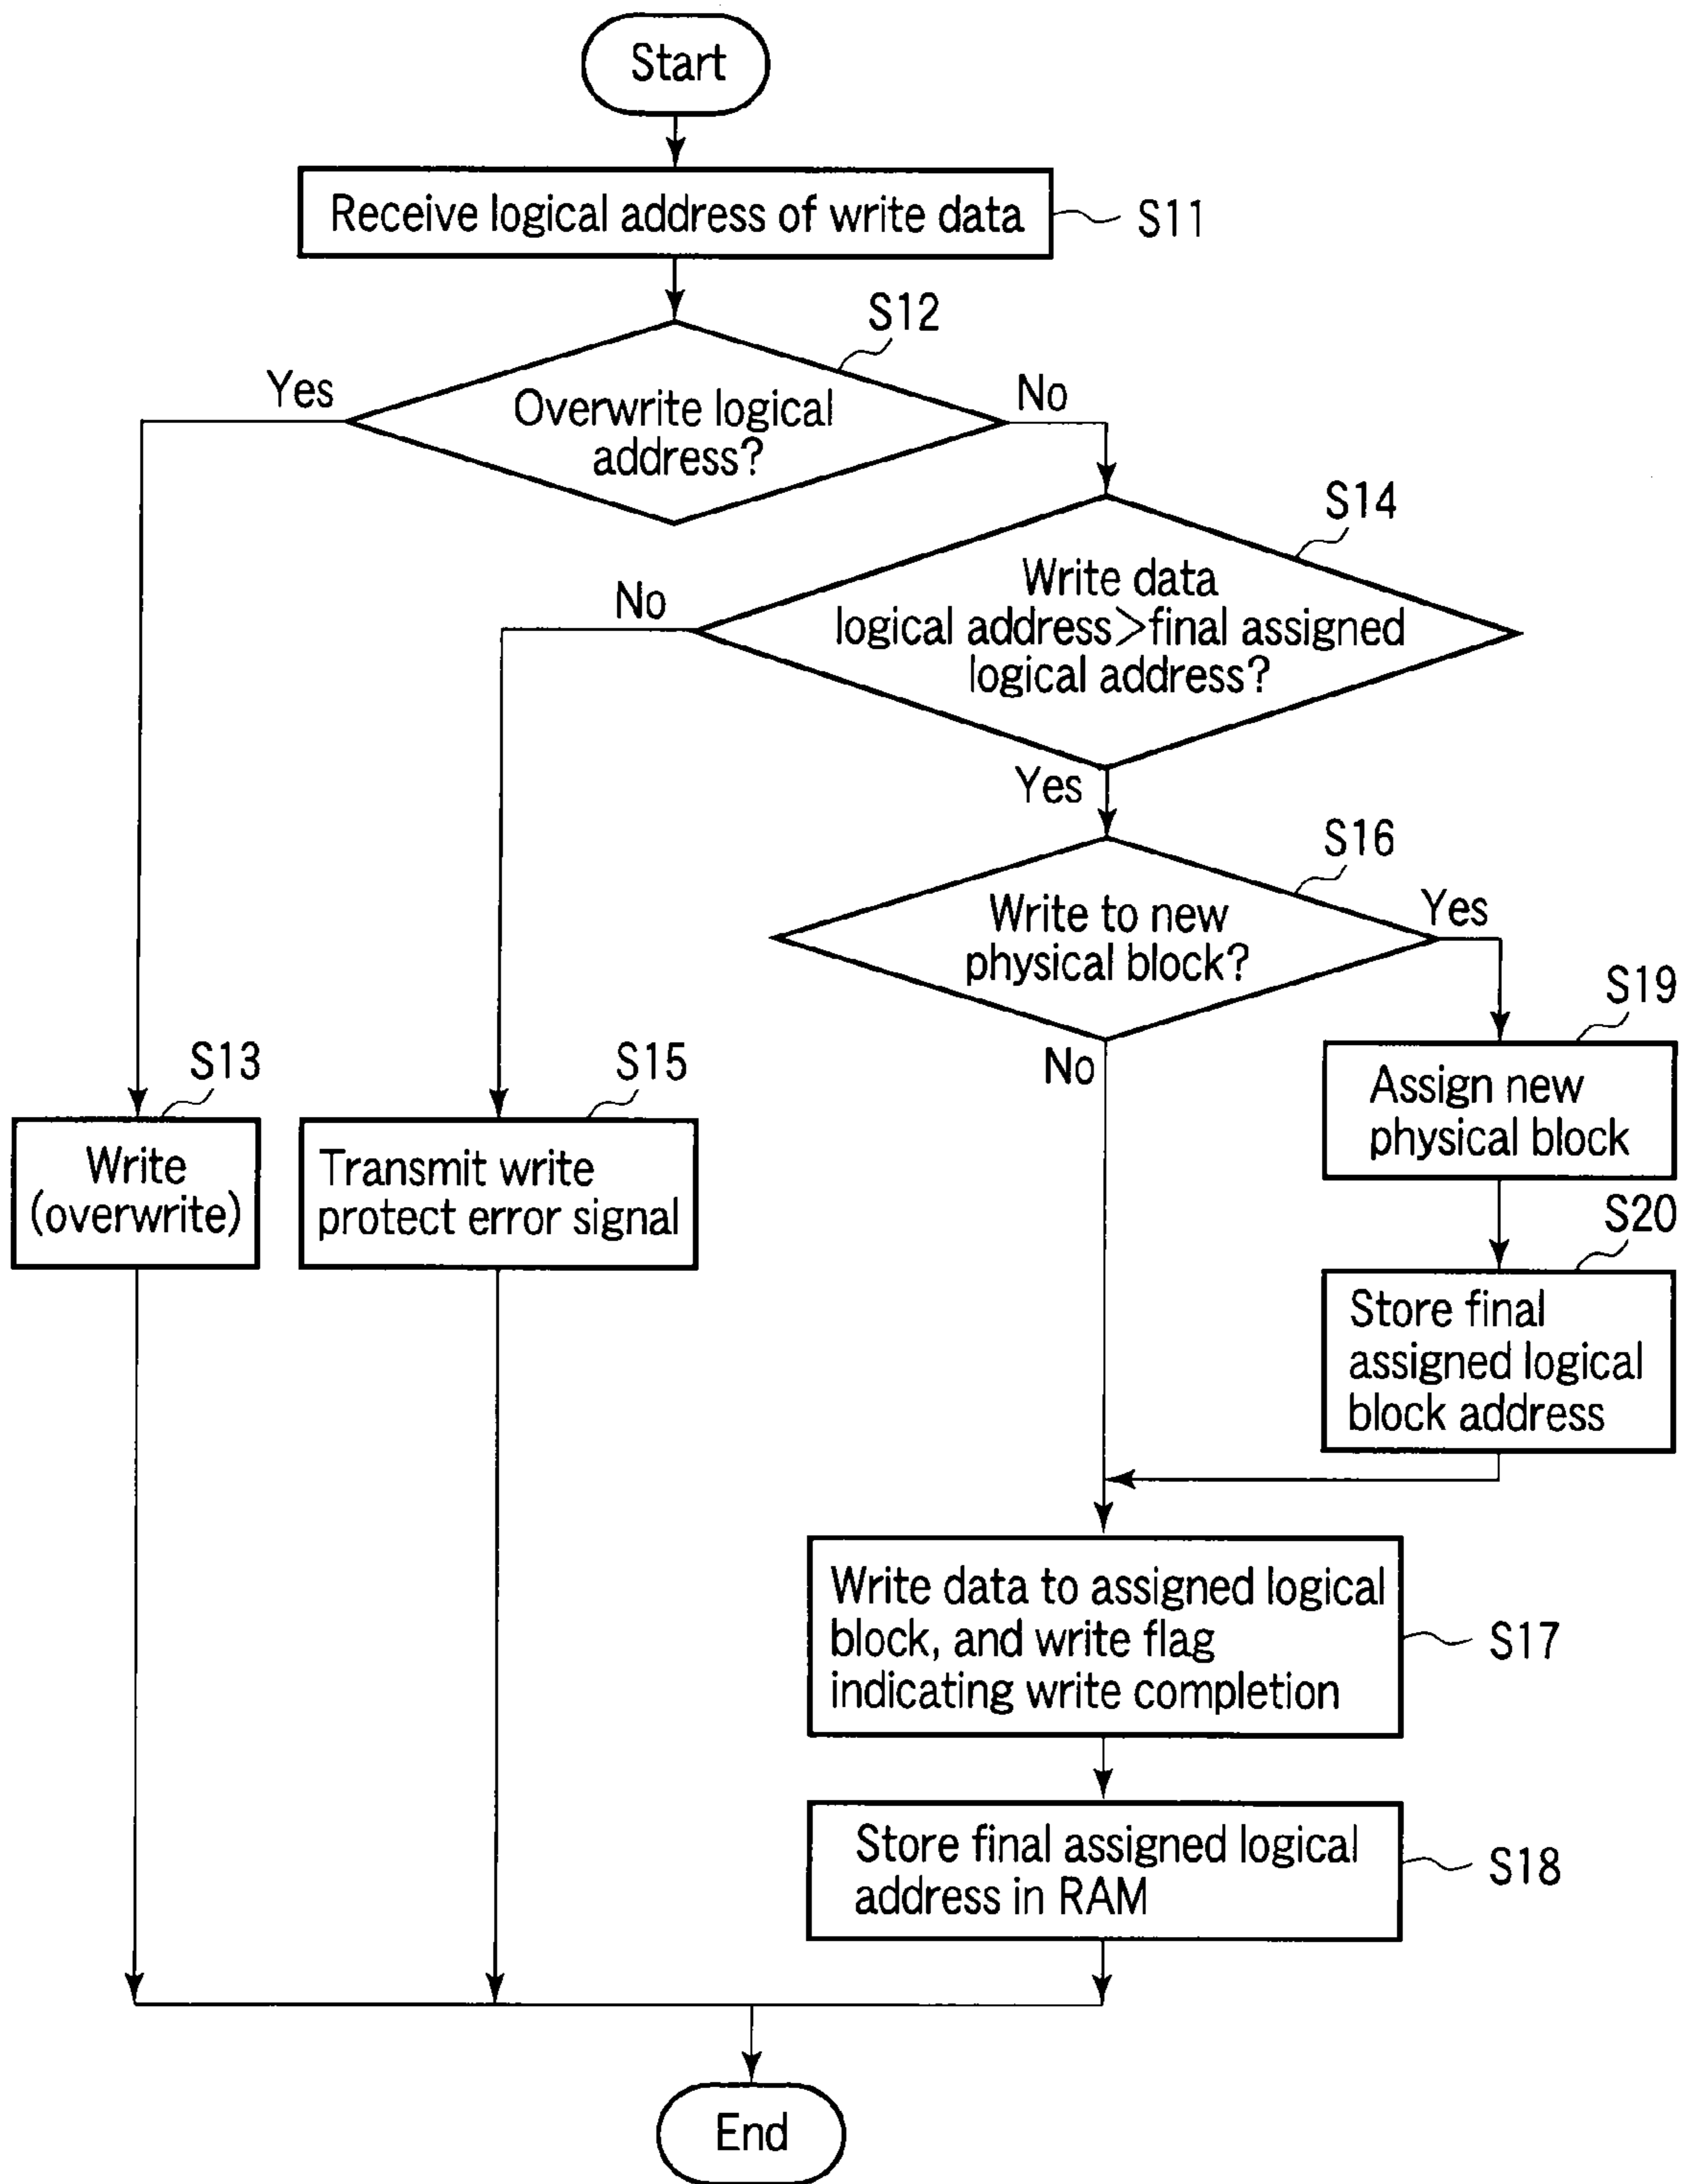 Start
Receive logical address of write data
S11
S12
Yes
Overwrite logical
address?
No
S14
Write data
logical address>final assigned
logical address?
No
Yes
S16
Write to new
physical block?
Yes
No
S19
Assign new
physical block
S13
Write
(overwrite)
S15
Transmit write
protect error signal
S20
Store final
assigned logical
block address
Write data to assigned logical
block, and write flag
indicating write completion
S17
Store final assigned logical
address in RAM
S18
End